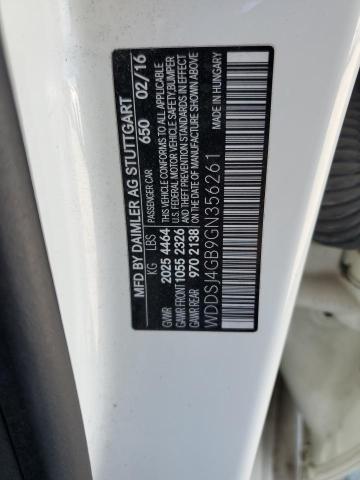 MFD BY DAIMLER AG STUTTGART
650 02/16
PASSENGER CAR
KG LBS
GVWR 2025 4464
GAWR FRONT 1055 2326
GAWR REAR 970 2138
THIS VEHICLE CONFORMS TO ALL APPLICABLE
U.S. FEDERAL MOTOR VEHICLE SAFETY, BUMPER
AND THEFT PREVENTION STANDARDS IN EFFECT
ON THE DATE OF MANUFACTURE SHOWN ABOVE.
MADE IN HUNGARY
WDDSJ4GB9GN356261